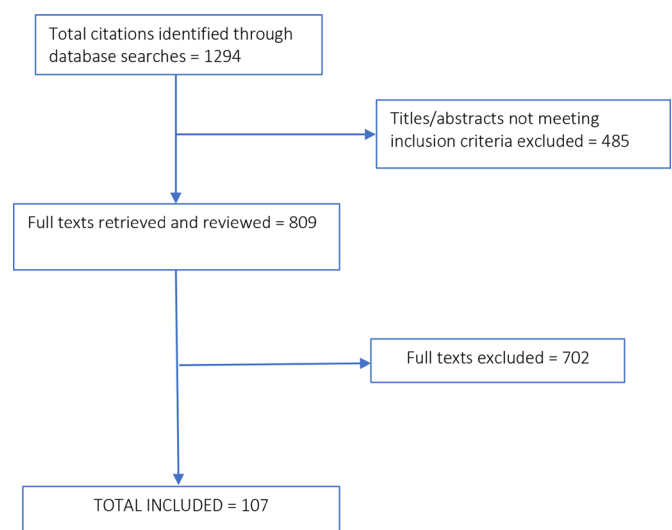 Total citations identified through
database searches = 1294
Titles/abstracts not meeting
inclusion criteria excluded = 485
Full texts retrieved and reviewed = 809
Full texts excluded = 702
TOTAL INCLUDED = 107